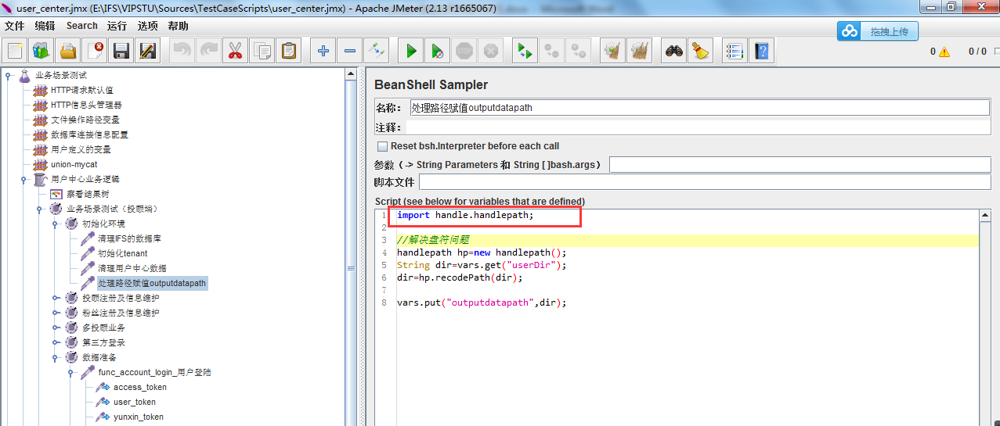 user_center.jmx (E:\IFS\VIPSTU\Sources\TestCaseScripts\user_center.jmx) - Apache JMeter (2.13 r1665067)
文件 编辑 Search 运行 选项 帮助
拖拽上传
STOP
0 0 / 0
业务场景测试
HTTP请求默认值
HTTP信息头管理器
文件操作路径变量
数据库连接信息配置
用户定义的变量
union-mycat
用户中心业务逻辑
察看结果树
业务场景测试（投顾端）
初始化环境
清理IFS的数据库
初始化tenant
清理用户中心数据
处理路径赋值outputdatapath
投顾注册及信息维护
粉丝注册及信息维护
多投顾业务
第三方登录
数据准备
func_account_login_用户登陆
access_token
user_token
yunxin_token
BeanShell Sampler
名称： 处理路径赋值outputdatapath
注释：
Reset bsh.Interpreter before each call
参数（-> String Parameters 和 String [ ]bash.args）
脚本文件
Script (see below for variables that are defined)
1 import handle.handlepath;
2
3 //解决盘符问题
4 handlepath hp=new handlepath();
5 String dir=vars.get("userDir");
6 dir=hp.recodePath(dir);
7
8 vars.put("outputdatapath",dir);